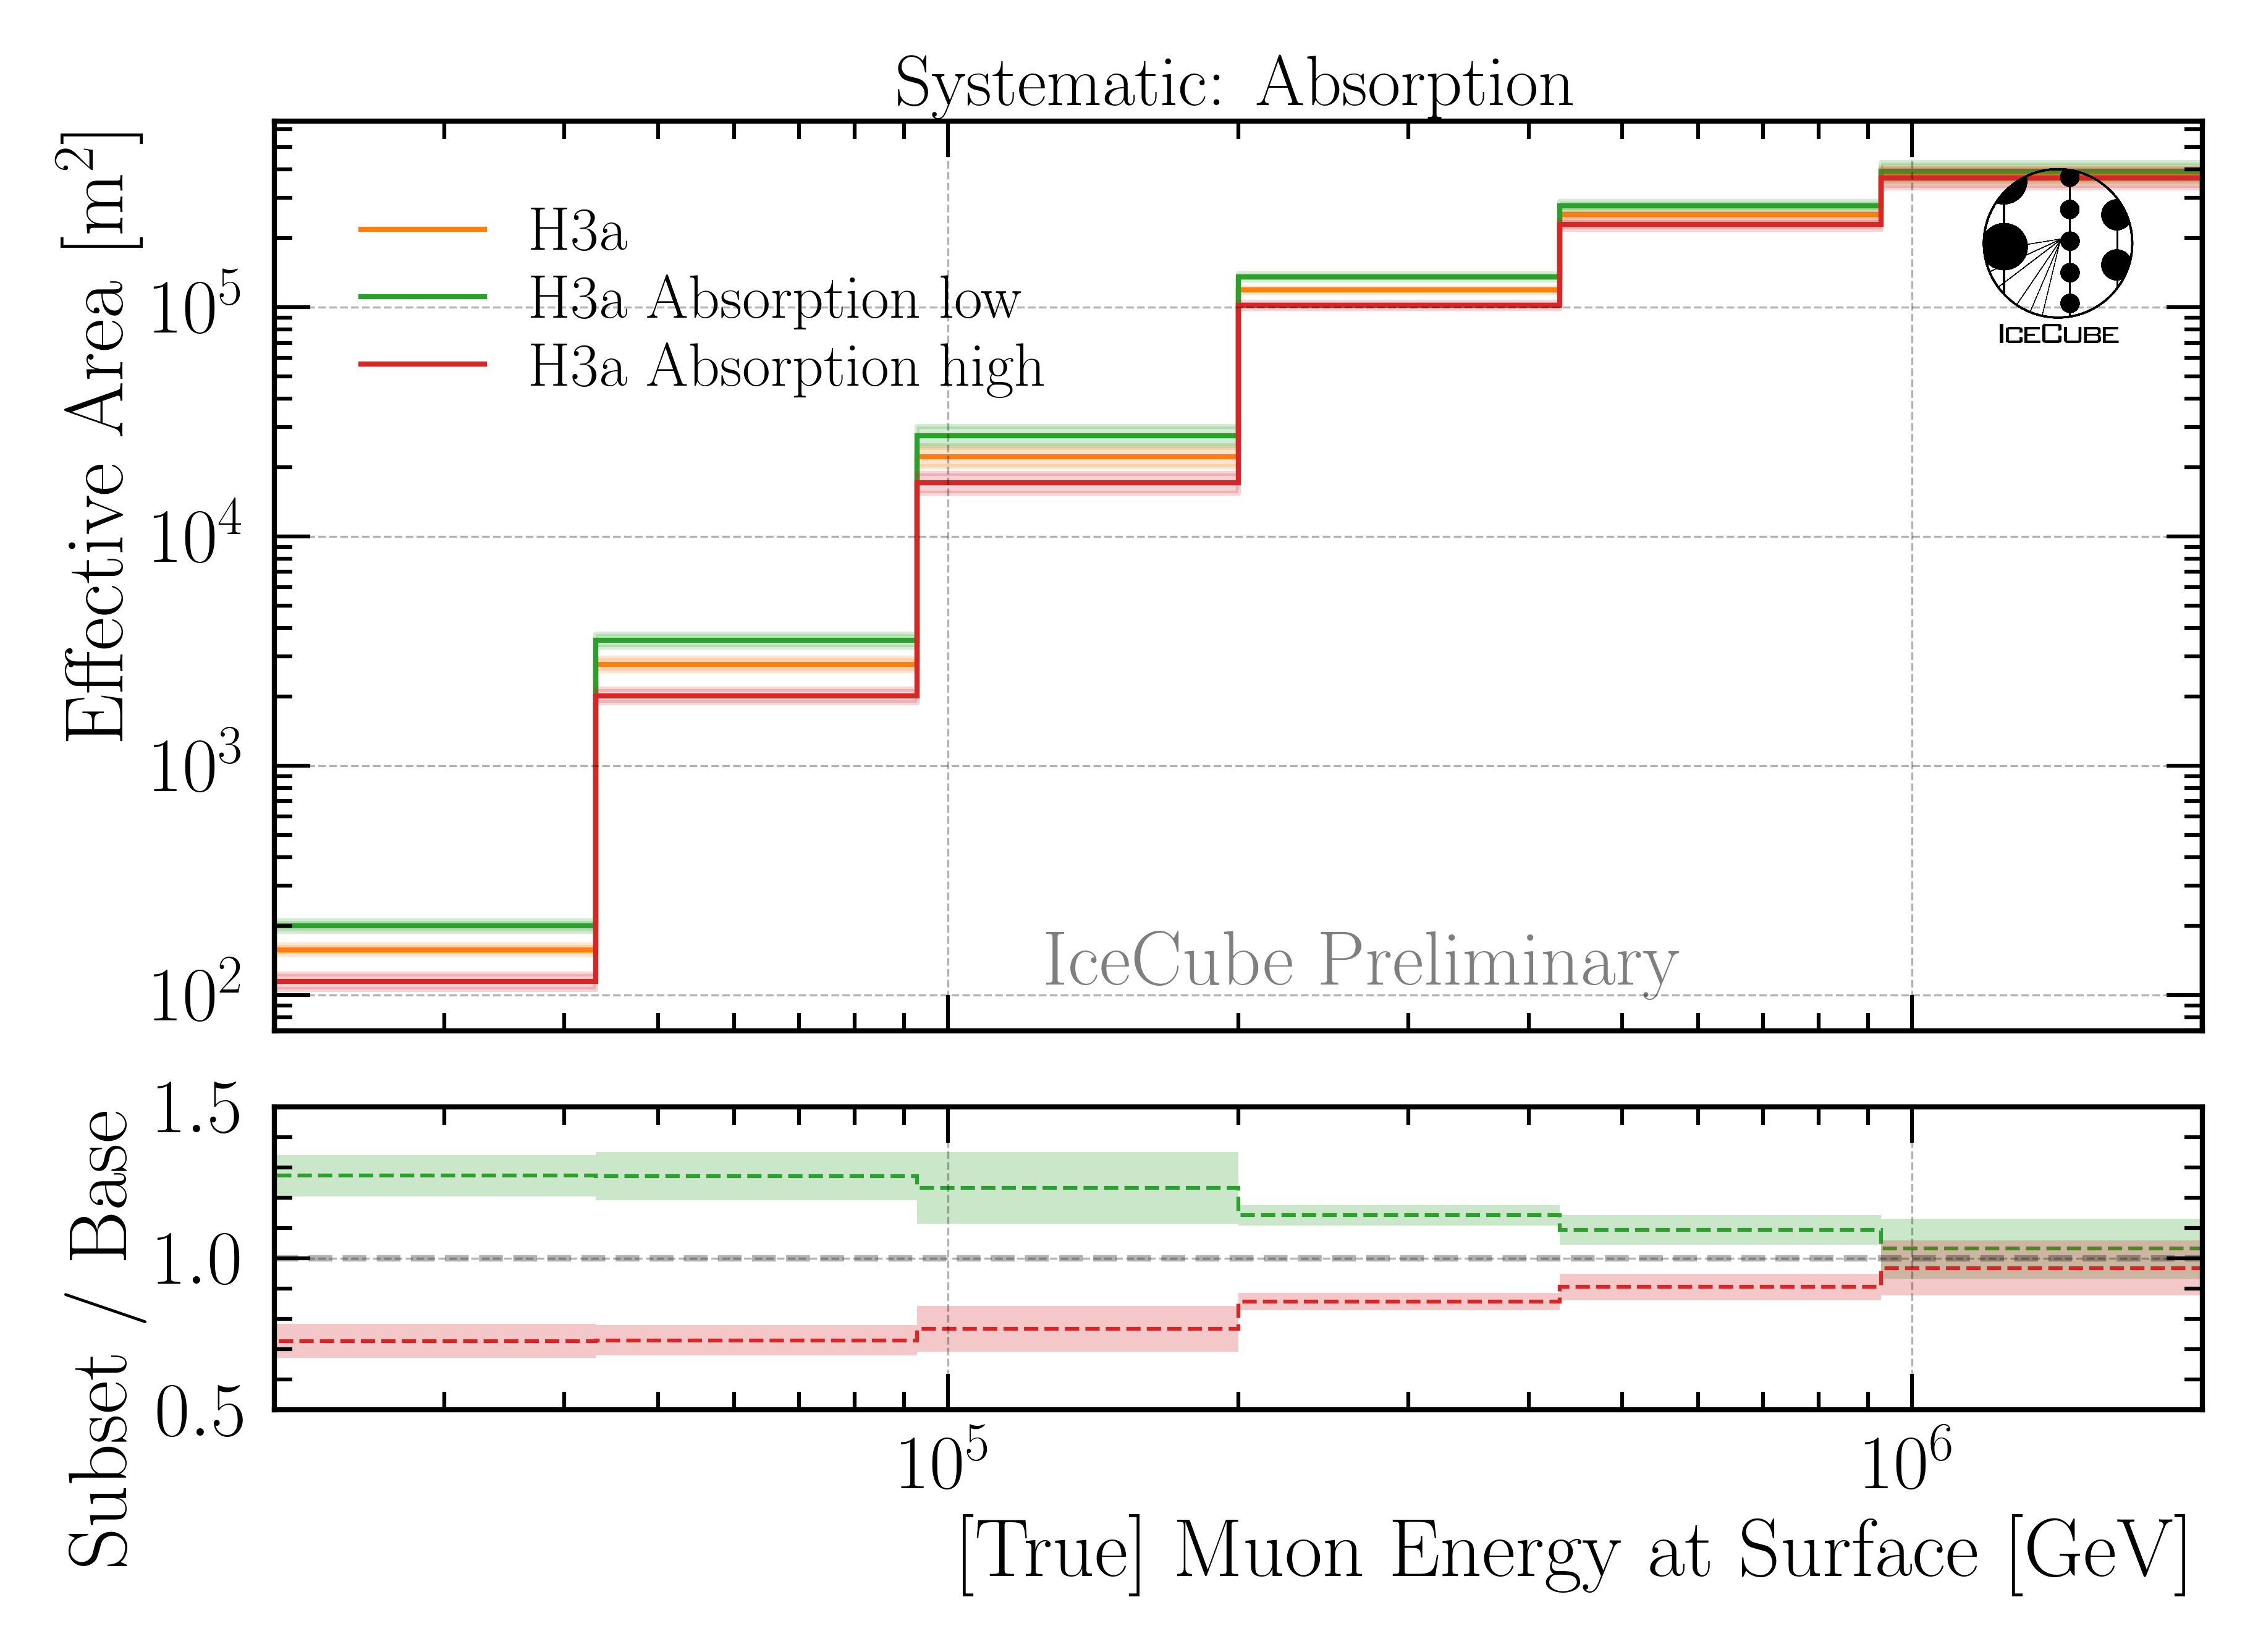 Systematic: Absorption
Effective Area [m²]
10⁵
10⁴
10³
10²
H3a
H3a Absorption low
H3a Absorption high
ICECUBE
IceCube Preliminary
Subset / Base
1.5
1.0
0.5
10⁵
10⁶
[True] Muon Energy at Surface [GeV]